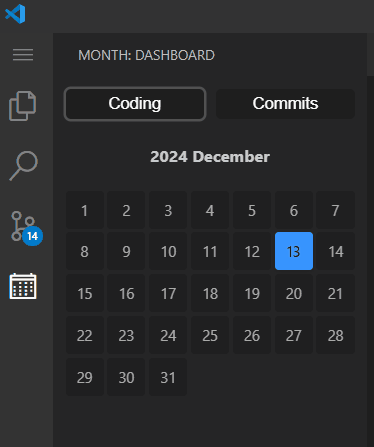 MONTH: DASHBOARD
Coding Commits
2024 December
1 2 3 4 5 6 7
8 9 10 11 12 13 14
14
15 16 17 18 19 20 21
22 23 24 25 26 27 28
29 30 31